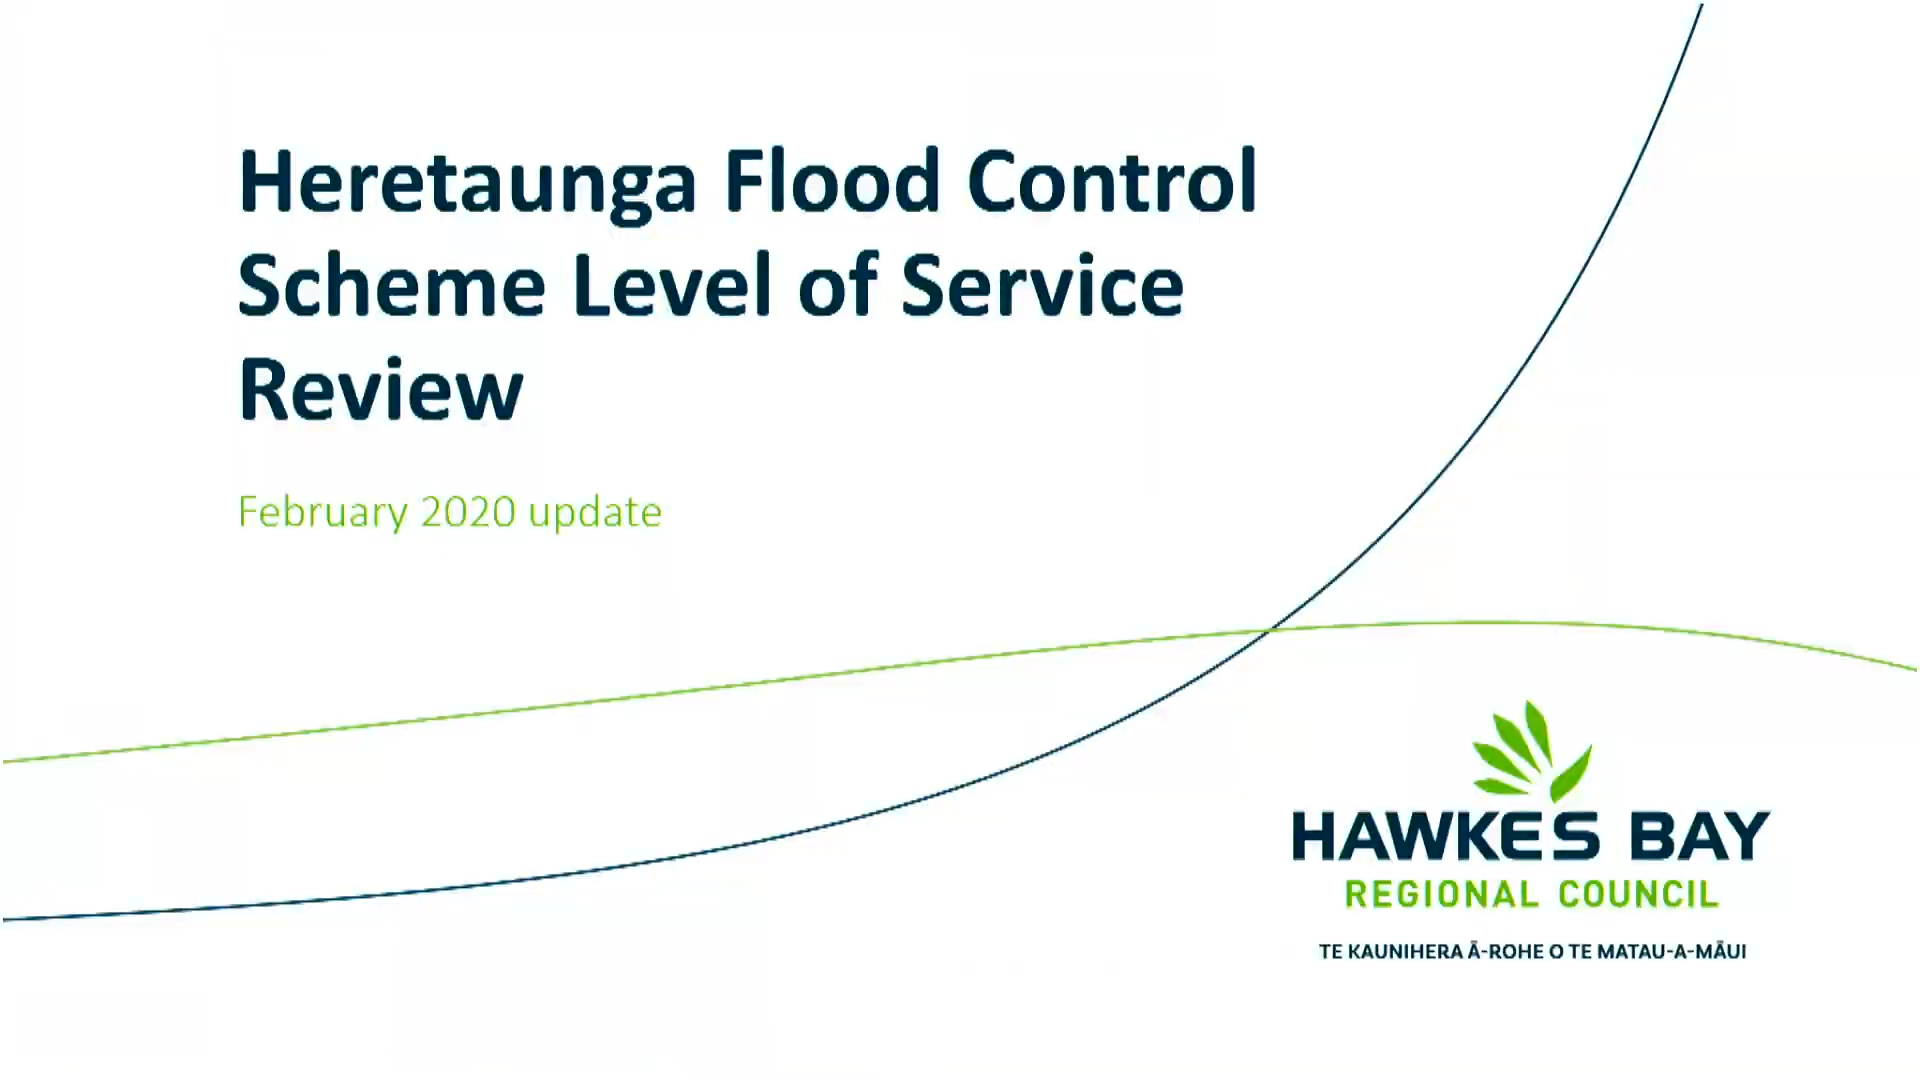 Heretaunga Flood Control
Scheme Level of Service
Review
February 2020 update
HAWKES BAY
REGIONAL COUNCIL
TE KAUNIHERA Ā-ROHE O TE MATAU-A-MĀUI